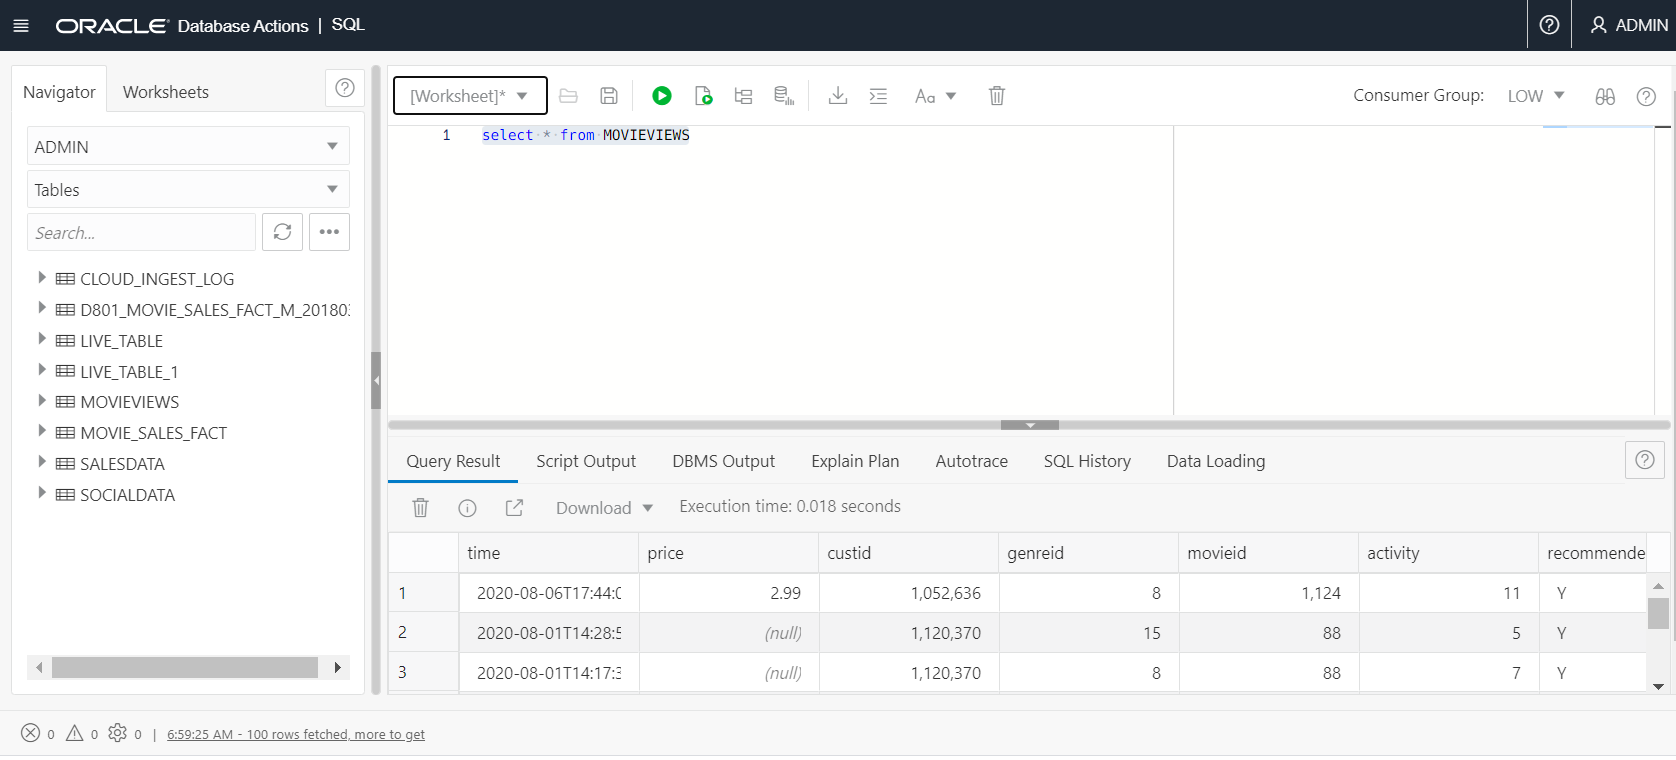 ORACLE Database Actions | SQL
ADMIN
Navigator Worksheets
ADMIN
Tables
Search...
CLOUD_INGEST_LOG
D801_MOVIE_SALES_FACT_M_20180
LIVE_TABLE
LIVE_TABLE_1
MOVIEVIEWS
MOVIE_SALES_FACT
SALESDATA
SOCIALDATA
[Worksheet]* Aa Consumer Group: LOW
1 select * from MOVIEVIEWS
Query Result Script Output DBMS Output Explain Plan Autotrace SQL History Data Loading
Download Execution time: 0.018 seconds
time price custid genreid movieid activity recommende
1 2020-08-06T17:44:0 2.99 1,052,636 8 1,124 11 Y
2 2020-08-01T14:28:5 (null) 1,120,370 15 88 5 Y
3 2020-08-01T14:17:3 (null) 1,120,370 8 88 7 Y
0 0 0 | 6:59:25 AM - 100 rows fetched, more to get